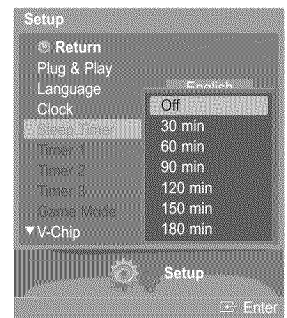 Setup
Return
Plug & Play
Language
English
Clock
Off
Sleep Timer
30 min
Timer 1
60 min
Timer 2
90 min
Timer 3
120 min
Game Mode
150 min
▼V-Chip
180 min
Setup
Enter